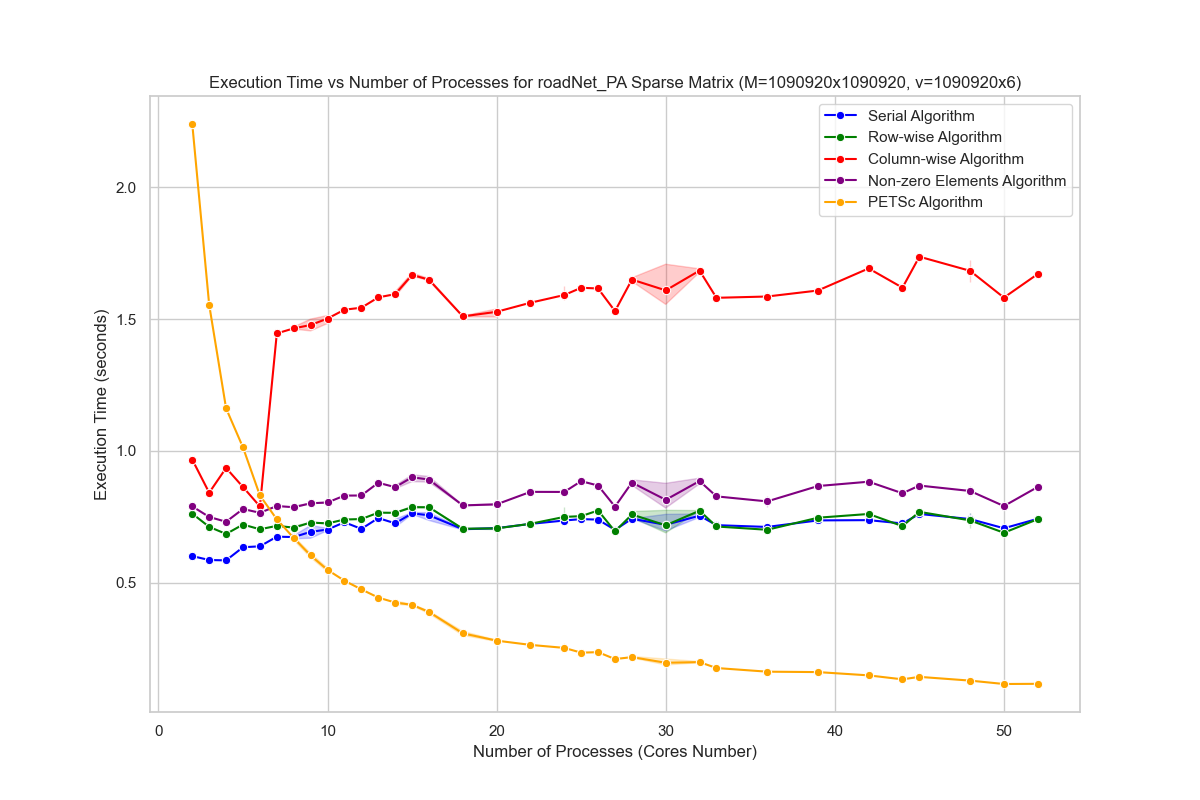 Execution Time vs Number of Processes for roadNet_PA Sparse Matrix (M=1090920x1090920, v=1090920x6)
Serial Algorithm
Row-wise Algorithm
Column-wise Algorithm
Non-zero Elements Algorithm
PETSc Algorithm
Execution Time (seconds)
2.0
1.5
1.0
0.5
0
10
20
30
40
50
Number of Processes (Cores Number)